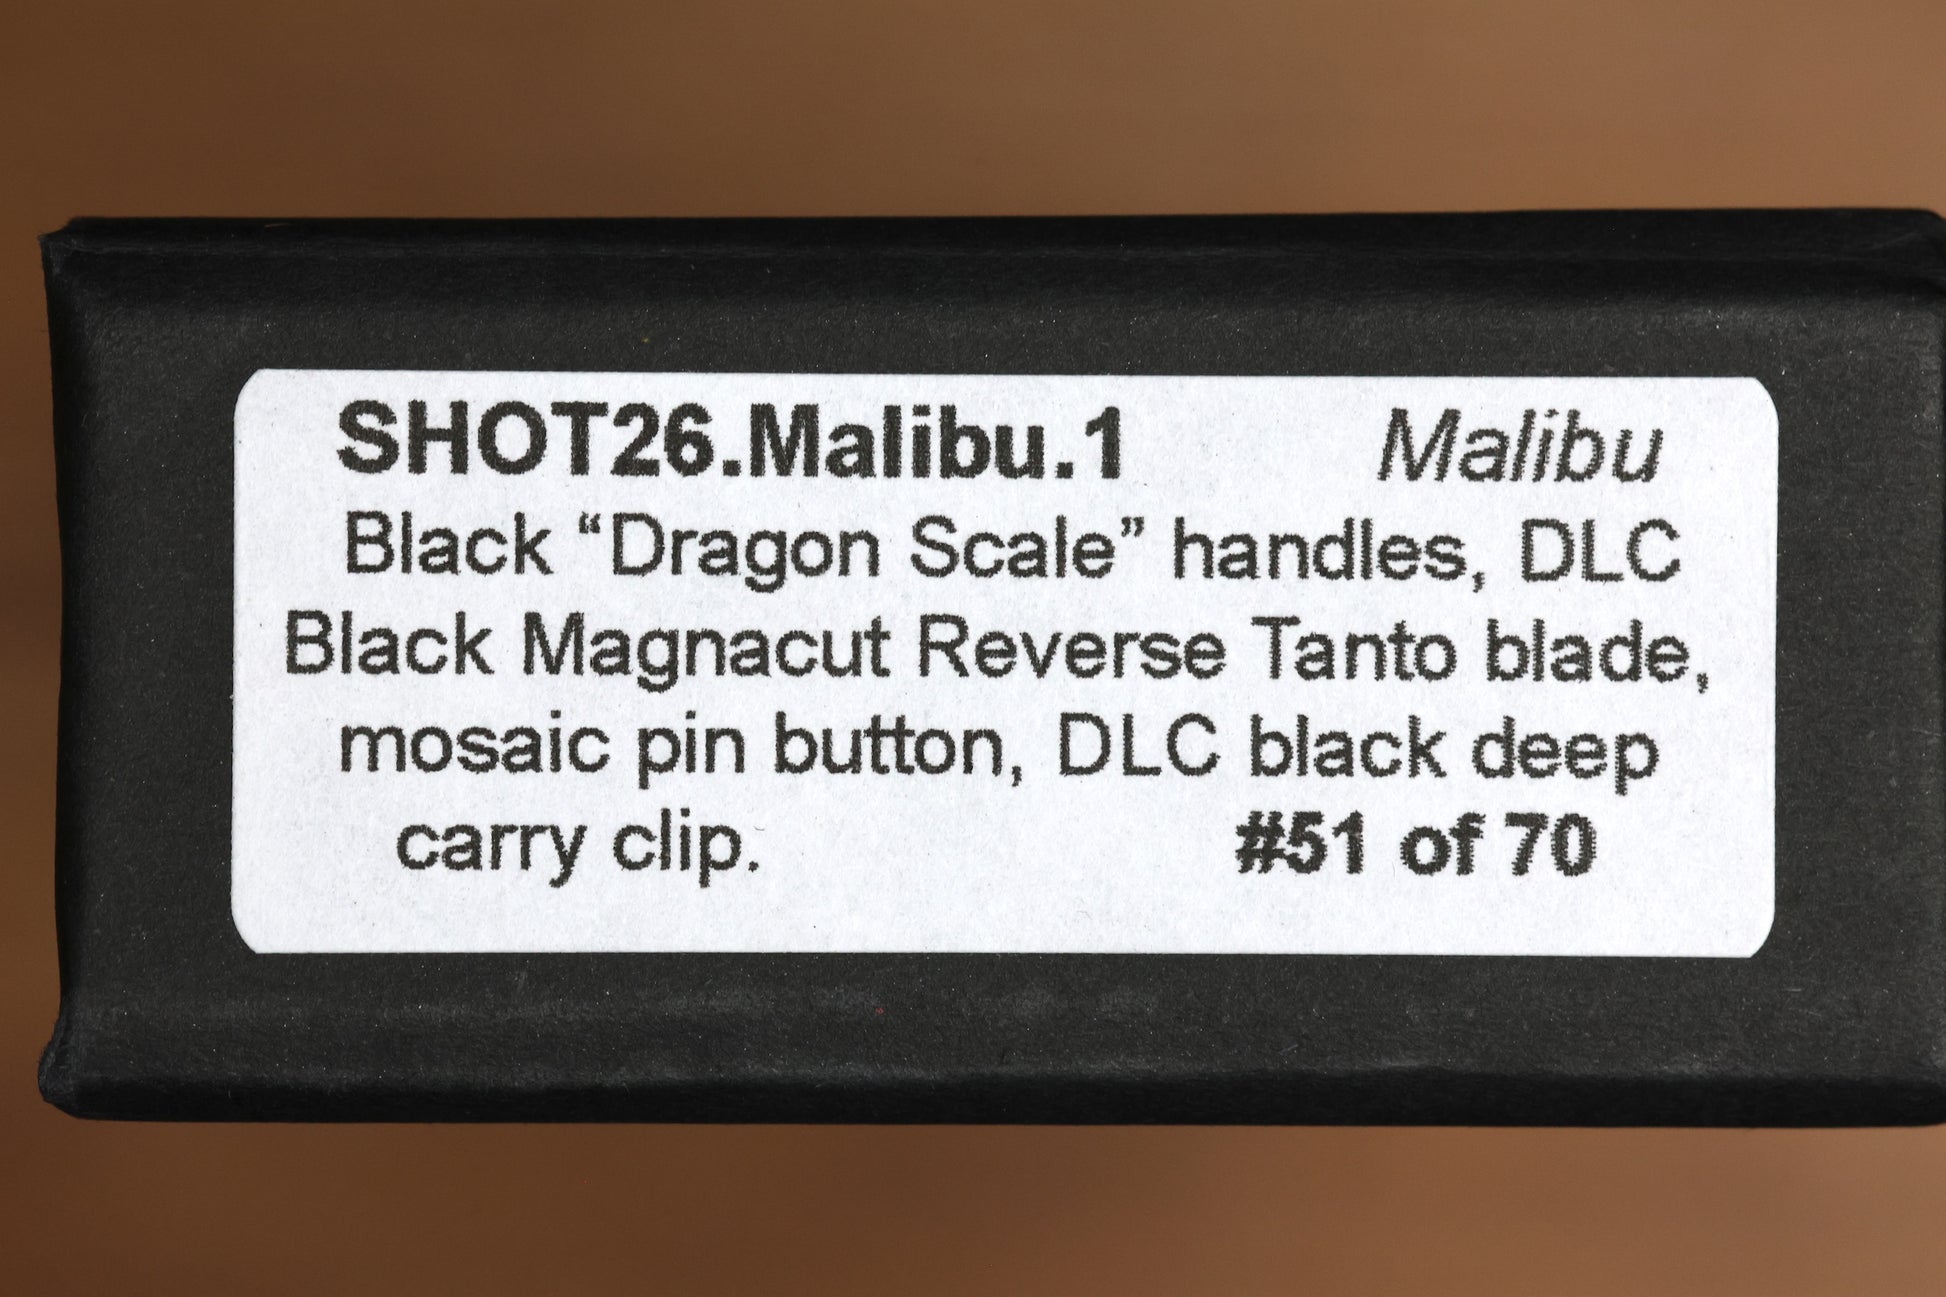 SHOT26.Malibu.1 Malibu
Black “Dragon Scale” handles, DLC
Black Magnacut Reverse Tanto blade,
mosaic pin button, DLC black deep
carry clip. #51 of 70